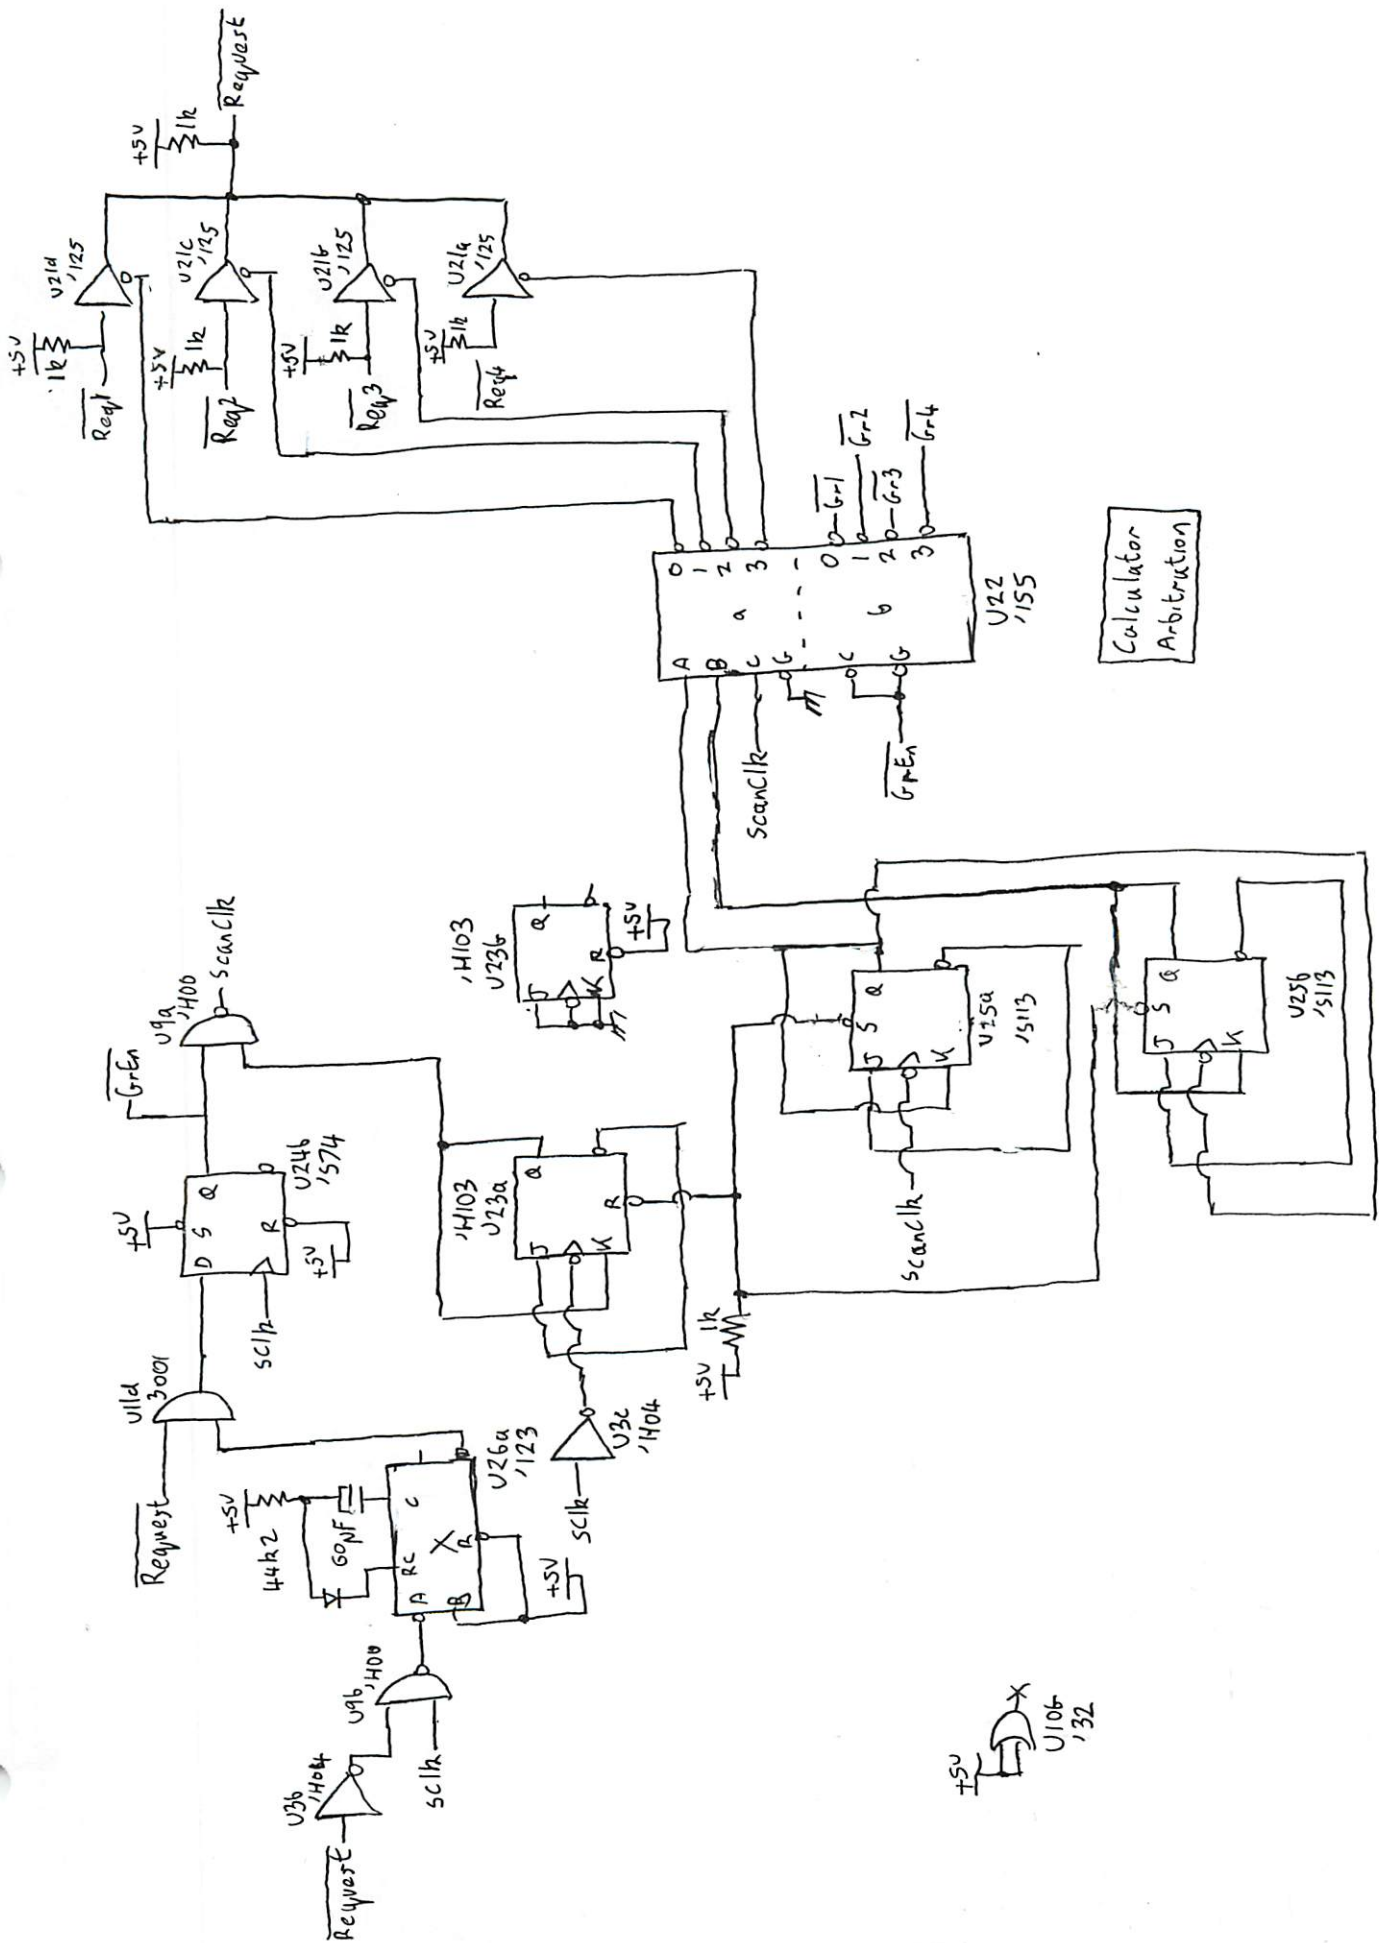 +5V
1k
Req1
U21d
'125
+5V
1k
Req2
U21c
'125
+5V
1k
Req3
U21b
'125
+5V
1k
Req4
U21a
'125
+5V
1k
Request
Request
U11d
3001
+5V
D S Q
R
U24b
'S74
+5V
Sclk
GrEn
U9a
'H00
ScanClk
Request
U3b
'H04
U9b
'H00
Sclk
+5V
44k2
60pF
A RC C
X
B R
U26a
'123
+5V
Sclk
U3c
'H04
'H103
U23a
J Q
K R
'H103
U23b
J Q
K R
+5V
+5V
1k
A 0
B 1
C a 2
G 3
C b 0
G 1
2
3
ScanClk
GrEn
Gr1
Gr2
Gr3
Gr4
U22
'155
J S Q
K
U25a
'S113
ScanClk
J S Q
K
U25b
'S113
+5V
U10b
'32
Calculator
Arbitration